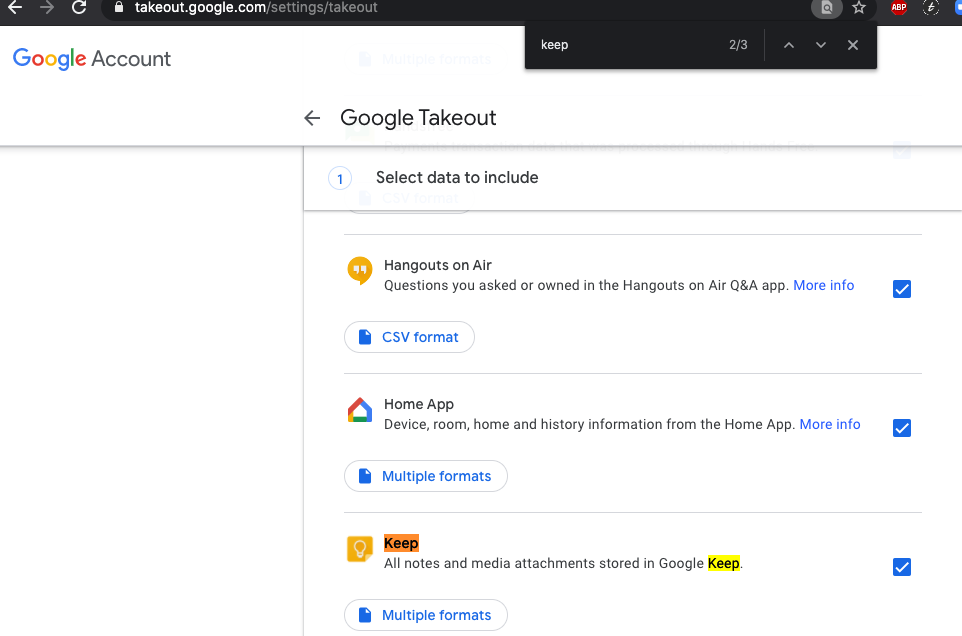 takeout.google.com/settings/takeout
ABP
keep 2/3
Google Account
Multiple formats
Google Takeout
1 Select data to include
CSV format
Hangouts on Air
Questions you asked or owned in the Hangouts on Air Q&A app. More info
CSV format
Home App
Device, room, home and history information from the Home App. More info
Multiple formats
Keep
All notes and media attachments stored in Google Keep.
Multiple formats